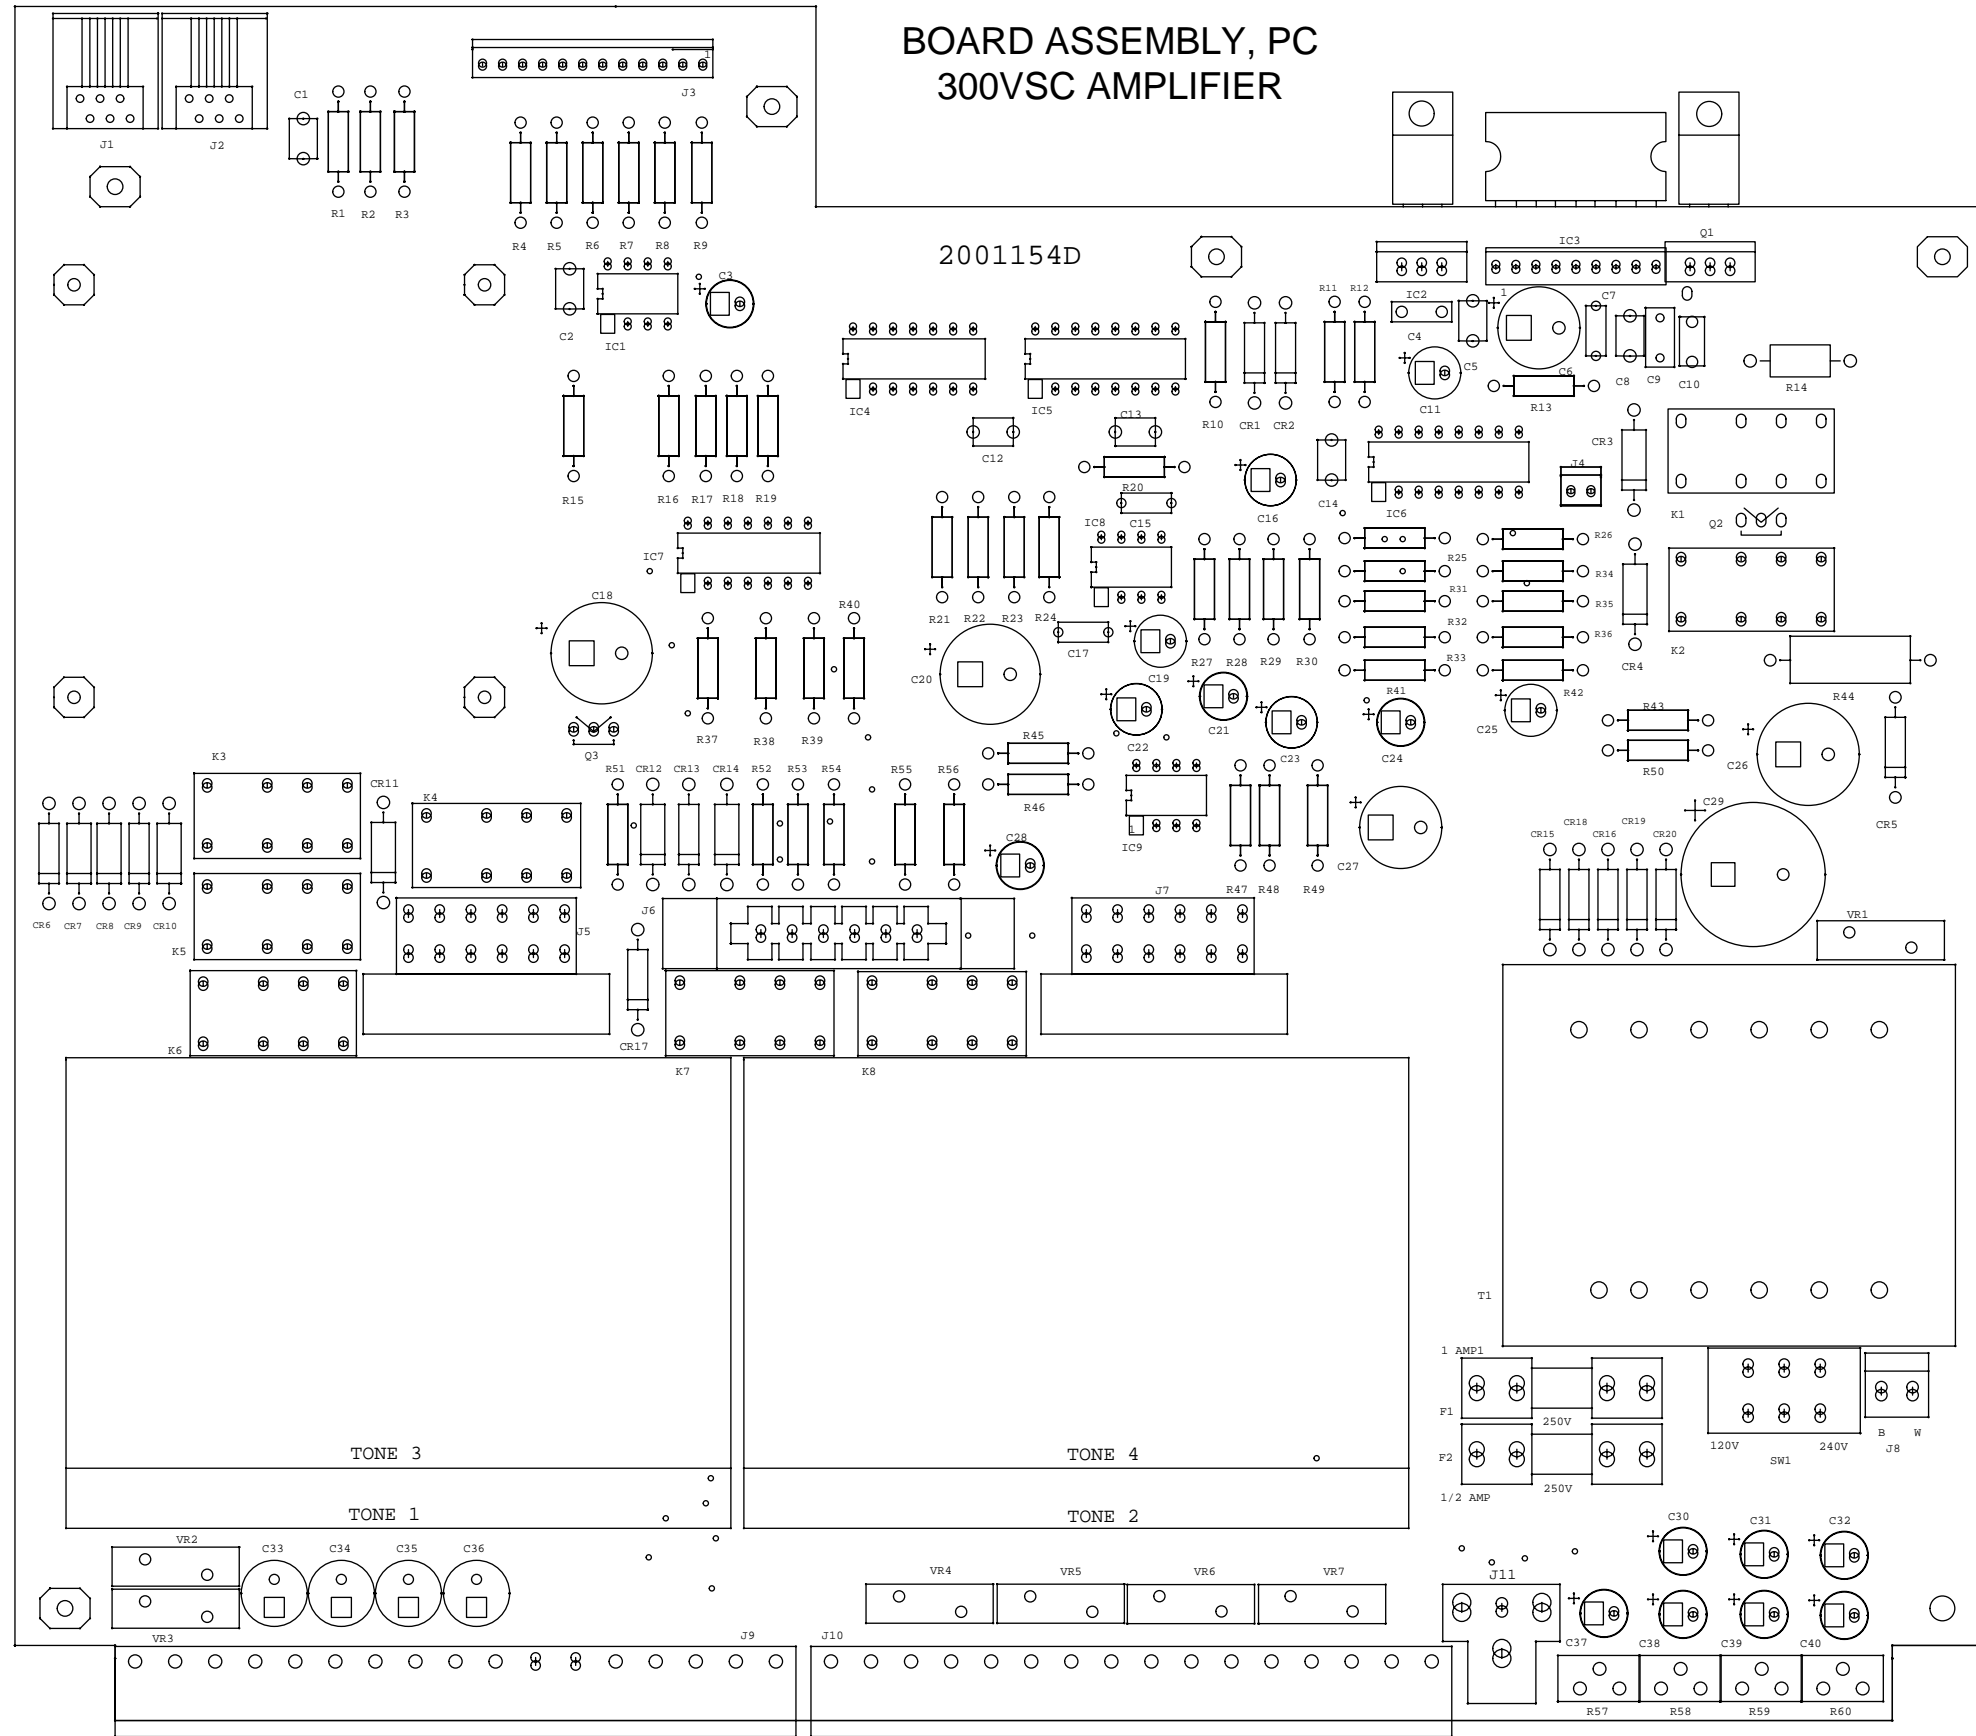 BOARD ASSEMBLY, PC
300VSC AMPLIFIER
J1
J2
C1
R1 R2 R3
1
J3
R4 R5 R6 R7 R8 R9
2001154D
C2
IC1
C3
IC4
IC5
R10
CR1
CR2
R11
R12
IC2
C4
C5
IC3
1
Q1
C6
C7
C8
C9
C10
C11
R13
R14
R15
R16 R17 R18 R19
C12
C13
R20
C15
C16
C14
IC6
J4
CR3
K1
Q2
IC7
R21 R22 R23 R24
IC8
C17
C19
R27 R28 R29 R30
R25
R31
R32
R33
R41
R26
R34
R35
R36
R42
CR4
K2
C18
Q3
R37 R38 R39
R40
C20
C22
C21
C23
C24
C25
R43
R50
R44
C26
CR5
K3
CR11
K4
R51 CR12 CR13 CR14 R52 R53 R54
R55 R56
R45
R46
C28
1
IC9
R47 R48 R49
C27
C29
CR15 CR18 CR16 CR19 CR20
VR1
CR6 CR7 CR8 CR9 CR10
K5
J5
J6
J7
K6
CR17
K7
K8
T1
TONE 3
TONE 1
TONE 4
TONE 2
1 AMP1
F1
250V
F2
250V
1/2 AMP
120V
240V
SW1
B W
J8
VR2
VR3
C33 C34 C35 C36
J9
J10
VR4 VR5 VR6 VR7
J11
C30 C31 C32
C37 C38 C39 C40
R57 R58 R59 R60